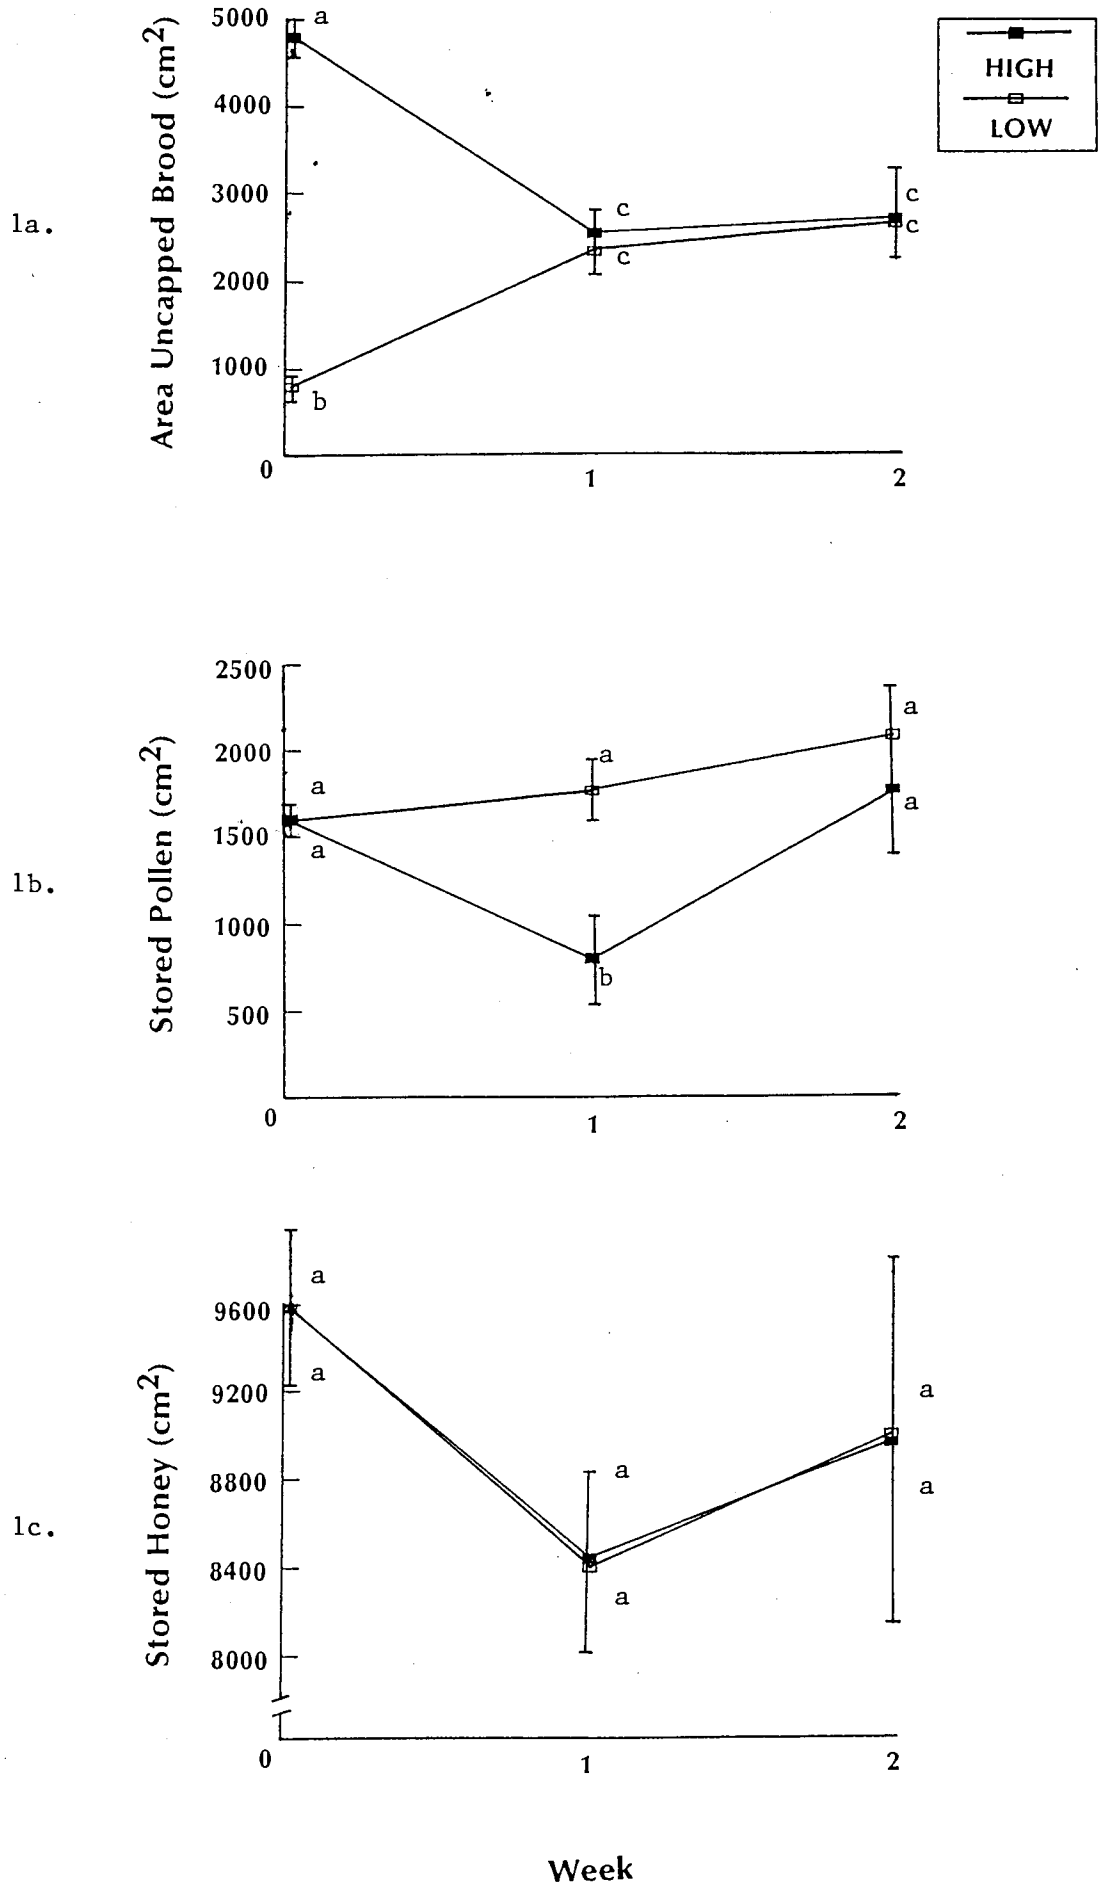 1a.
Area Uncapped Brood (cm²)
5000
4000
3000
2000
1000
0
1
2
a
b
c
c
c
c
HIGH
LOW
1b.
Stored Pollen (cm²)
2500
2000
1500
1000
500
0
1
2
a
a
a
b
a
a
1c.
Stored Honey (cm²)
9600
9200
8800
8400
8000
0
1
2
a
a
a
a
a
a
Week